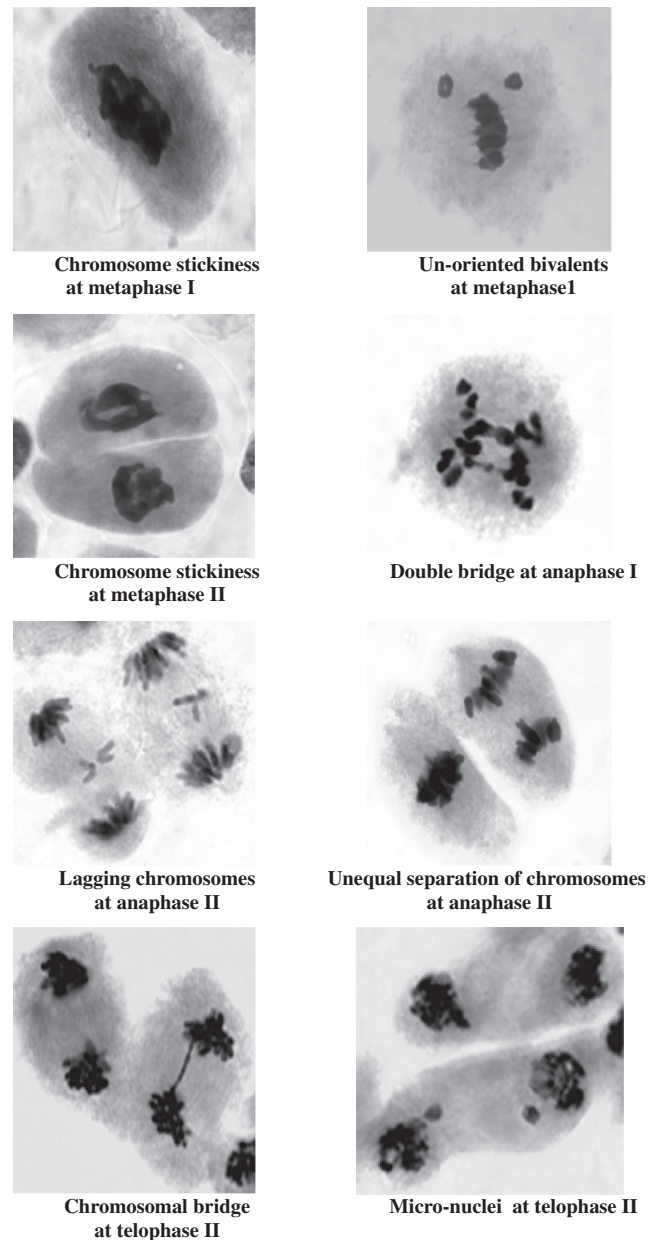 Chromosome stickiness
at metaphase I
Un-oriented bivalents
at metaphase1
Chromosome stickiness
at metaphase II
Double bridge at anaphase I
Lagging chromosomes
at anaphase II
Unequal separation of chromosomes
at anaphase II
Chromosomal bridge
at telophase II
Micro-nuclei at telophase II